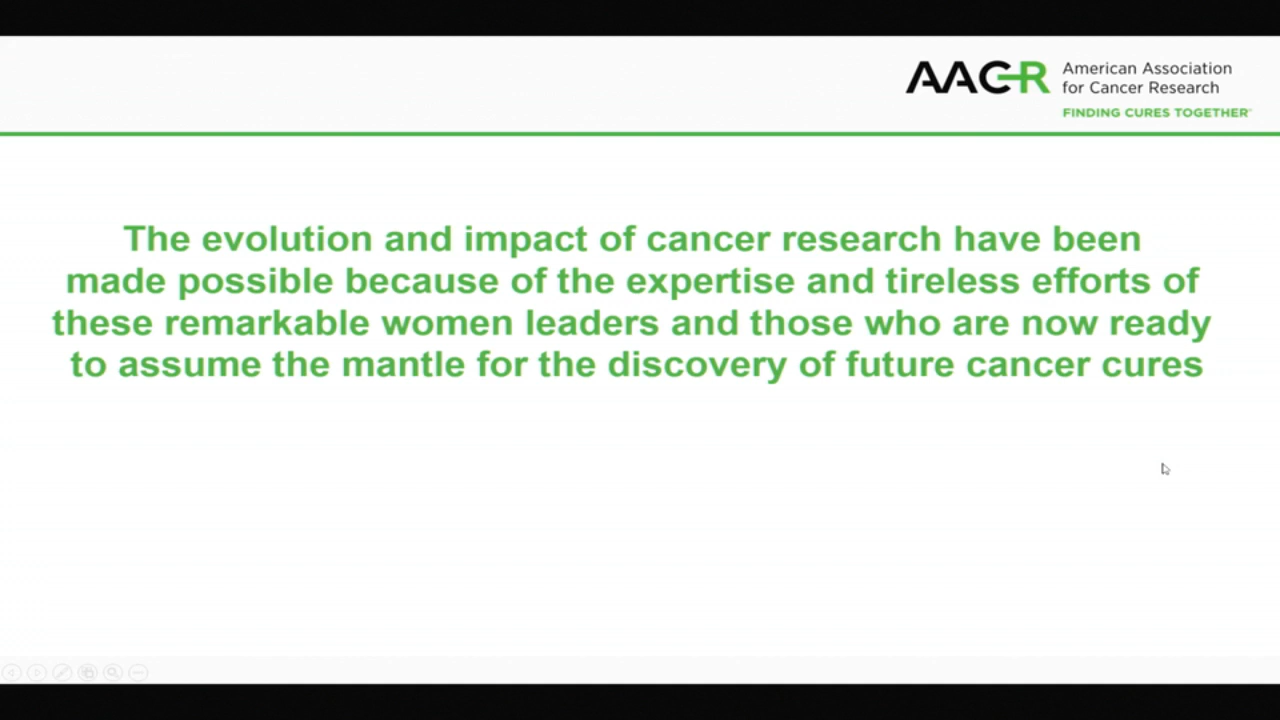 AACR
American Association
for Cancer Research
FINDING CURES TOGETHER
The evolution and impact of cancer research have been
made possible because of the expertise and tireless efforts of
these remarkable women leaders and those who are now ready
to assume the mantle for the discovery of future cancer cures